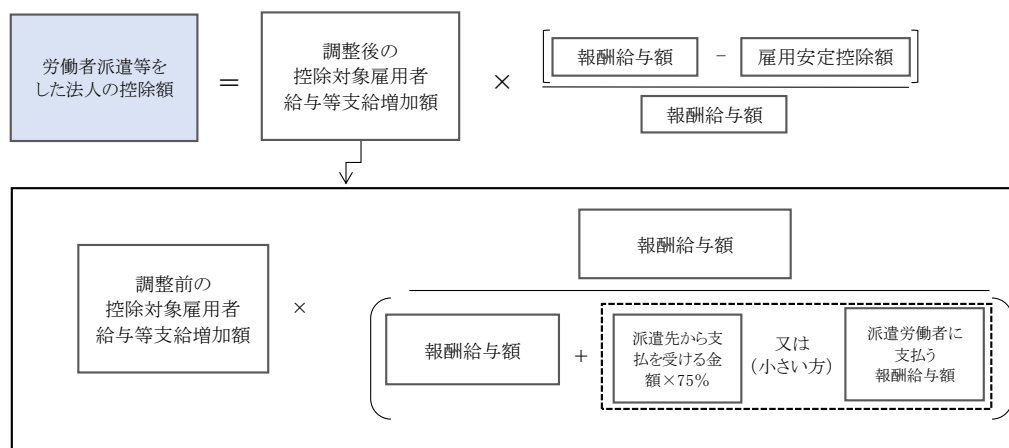 労働者派遣等を
した法人の控除額
＝
調整後の
控除対象雇用者
給与等支給増加額
×
報酬給与額 － 雇用安定控除額
報酬給与額
調整前の
控除対象雇用者
給与等支給増加額
×
報酬給与額
報酬給与額
＋
派遣先から支
払を受ける金
額×75%
又は
（小さい方）
派遣労働者に
支払う
報酬給与額